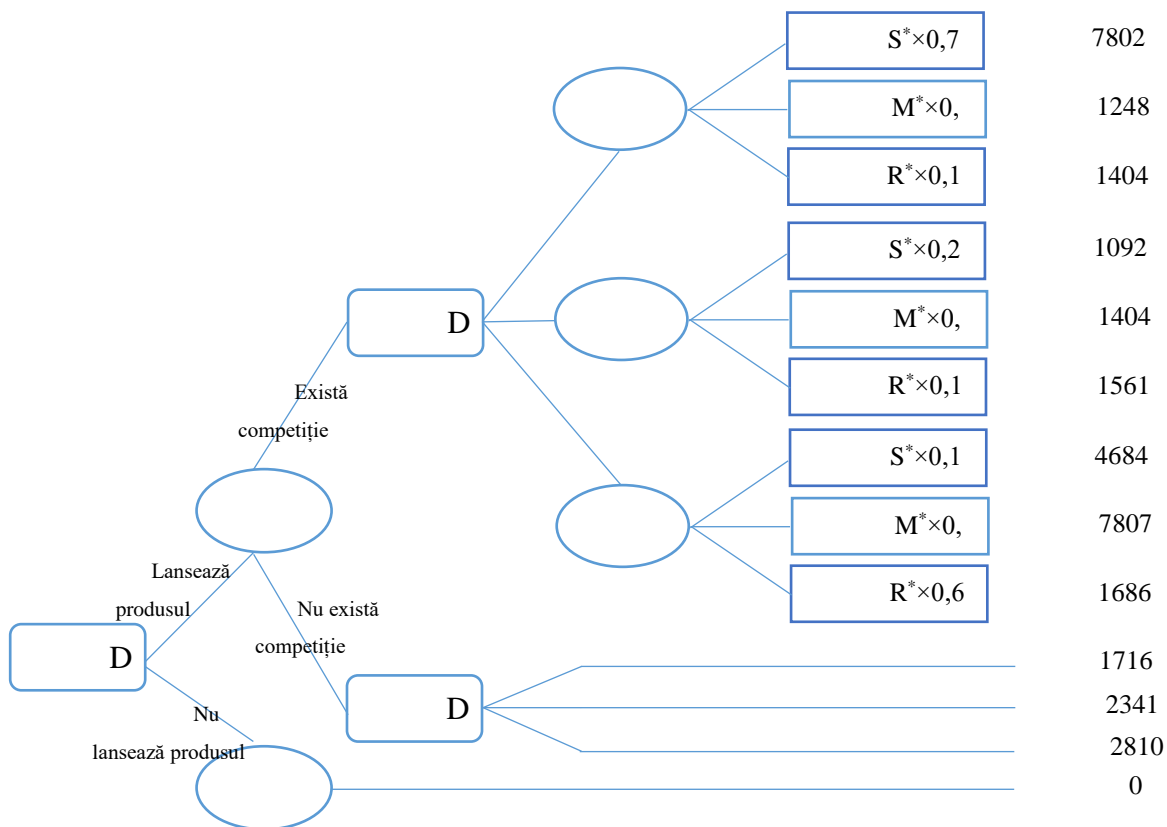 S*×0,7 7802
M*×0, 1248
R*×0,1 1404
S*×0,2 1092
D M*×0, 1404
R*×0,1 1561
Există
competiție
S*×0,1 4684
M*×0, 7807
Lansează
produsul
R*×0,6 1686
Nu există
competiție
D
1716
D 2341
Nu
lansează produsul
2810
0